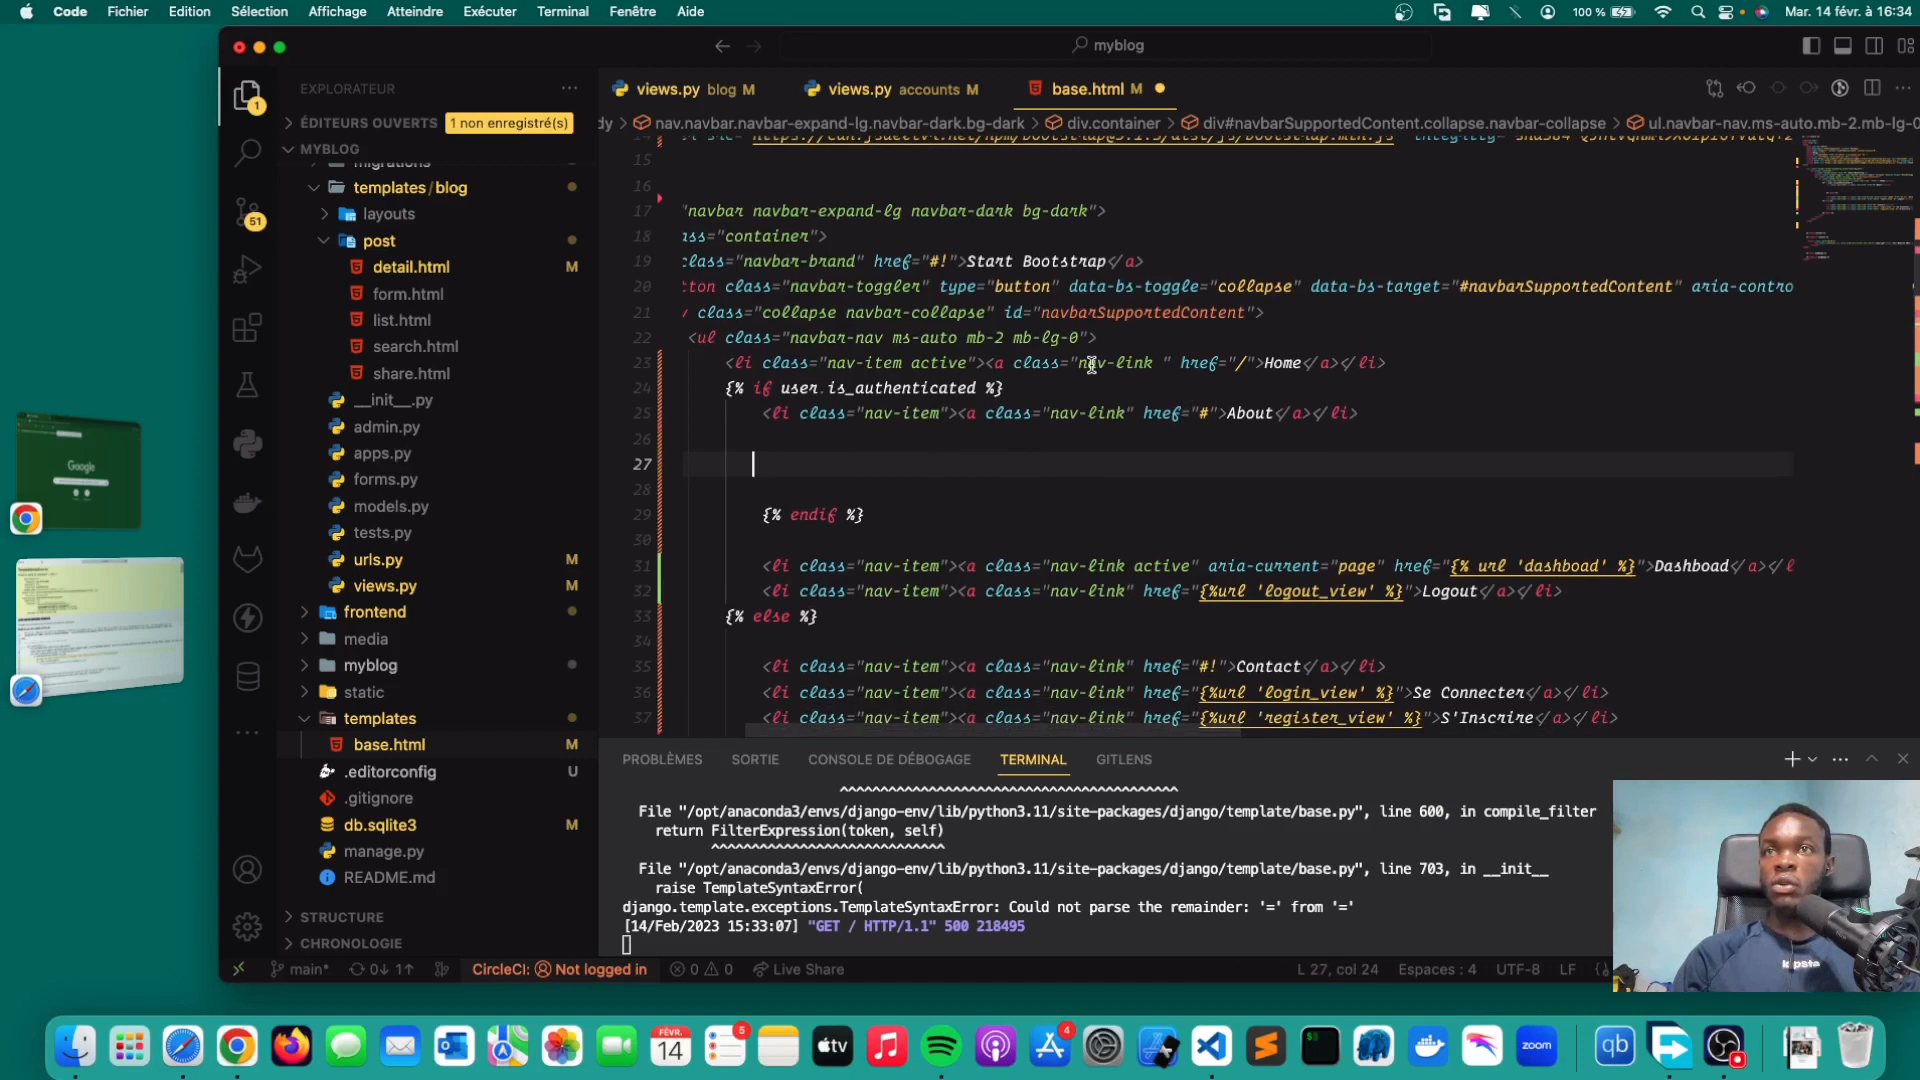 Code Fichier Edition Sélection Affichage Atteindre Exécuter Terminal Fenêtre Aide
100 % Mar. 14 févr. à 16:34
myblog
EXPLORATEUR
ÉDITEURS OUVERTS 1 non enregistré(s)
MYBLOG
migrations
templates/blog
layouts
post
detail.html M
form.html
list.html
search.html
share.html
__init__.py
admin.py
apps.py
forms.py
models.py
tests.py
urls.py M
views.py M
frontend
media
myblog
static
templates
base.html M
.editorconfig U
.gitignore
db.sqlite3 M
manage.py
README.md
STRUCTURE
CHRONOLOGIE
1
51
views.py blog M views.py accounts M base.html M
dy > nav.navbar.navbar-expand-lg.navbar-dark.bg-dark > div.container > div#navbarSupportedContent.collapse.navbar-collapse > ul.navbar-nav.ms-auto.mb-2.mb-lg-0
15
16
17 "navbar navbar-expand-lg navbar-dark bg-dark">
18 ass="container">
19 class="navbar-brand" href="#!">Start Bootstrap</a>
20 tton class="navbar-toggler" type="button" data-bs-toggle="collapse" data-bs-target="#navbarSupportedContent" aria-contro
21 class="collapse navbar-collapse" id="navbarSupportedContent">
22 <ul class="navbar-nav ms-auto mb-2 mb-lg-0">
23 <li class="nav-item active"><a class="nav-link " href="/">Home</a></li>
24 {% if user.is_authenticated %}
25 <li class="nav-item"><a class="nav-link" href="#">About</a></li>
26
27
28
29 {% endif %}
30
31 <li class="nav-item"><a class="nav-link active" aria-current="page" href="{% url 'dashboad' %}">Dashboad</a></l
32 <li class="nav-item"><a class="nav-link" href="{%url 'logout_view' %}">Logout</a></li>
33 {% else %}
34
35 <li class="nav-item"><a class="nav-link" href="#!">Contact</a></li>
36 <li class="nav-item"><a class="nav-link" href="{%url 'login_view' %}">Se Connecter</a></li>
37 <li class="nav-item"><a class="nav-link" href="{%url 'register_view' %}">S'Inscrire</a></li>
PROBLÈMES SORTIE CONSOLE DE DÉBOGAGE TERMINAL GITLENS
^^^^^^^^^^^^^^^^^^^^^^^^^^^^^^^^^^^^^
File "/opt/anaconda3/envs/django-env/lib/python3.11/site-packages/django/template/base.py", line 600, in compile_filter
return FilterExpression(token, self)
^^^^^^^^^^^^^^^^^^^^^^^^^^^^^
File "/opt/anaconda3/envs/django-env/lib/python3.11/site-packages/django/template/base.py", line 703, in __init__
raise TemplateSyntaxError(
django.template.exceptions.TemplateSyntaxError: Could not parse the remainder: '=' from '='
[14/Feb/2023 15:33:07] "GET / HTTP/1.1" 500 218495
main* 0↓ 1↑ CircleCI: Not logged in 0 0 Live Share L 27, col 24 Espaces : 4 UTF-8 LF
Google
FÉVR.
14
5
tv
4
zoom
qb